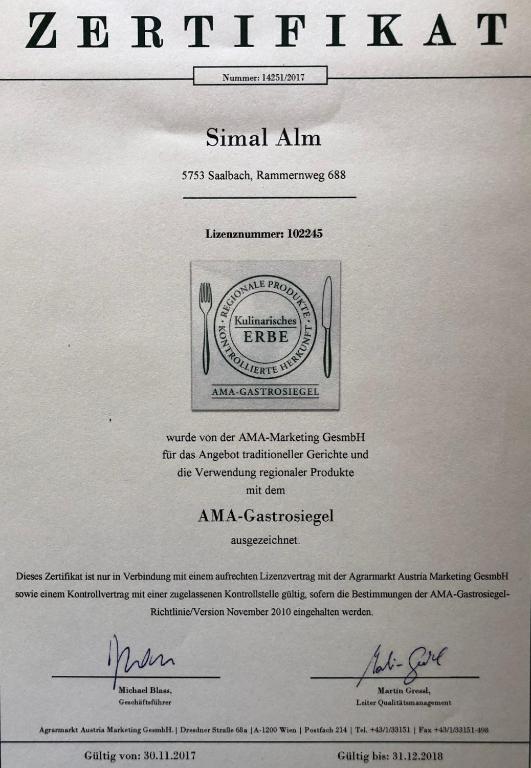 ZERTIFIKAT
Nummer: 14251/2017
Simal Alm
5753 Saalbach, Rammernweg 688
Lizenznummer: 102245
• REGIONALE PRODUKTE •
Kulinarisches
ERBE
KONTROLLIERTE HERKUNFT
AMA-GASTROSIEGEL
wurde von der AMA-Marketing GesmbH
für das Angebot traditioneller Gerichte und
die Verwendung regionaler Produkte
mit dem
AMA-Gastrosiegel
ausgezeichnet.
Dieses Zertifikat ist nur in Verbindung mit einem aufrechten Lizenzvertrag mit der Agrarmarkt Austria Marketing GesmbH
sowie einem Kontrollvertrag mit einer zugelassenen Kontrollstelle gültig, sofern die Bestimmungen der AMA-Gastrosiegel-
Richtlinie/Version November 2010 eingehalten werden.
Michael Blass, Martin Gressl,
Geschäftsführer Leiter Qualitätsmanagement
Agrarmarkt Austria Marketing GesmbH. | Dresdner Straße 68a | A-1200 Wien | Postfach 214 | Tel. +43/1/33151 | Fax +43/1/33151-498
Gültig von: 30.11.2017 Gültig bis: 31.12.2018